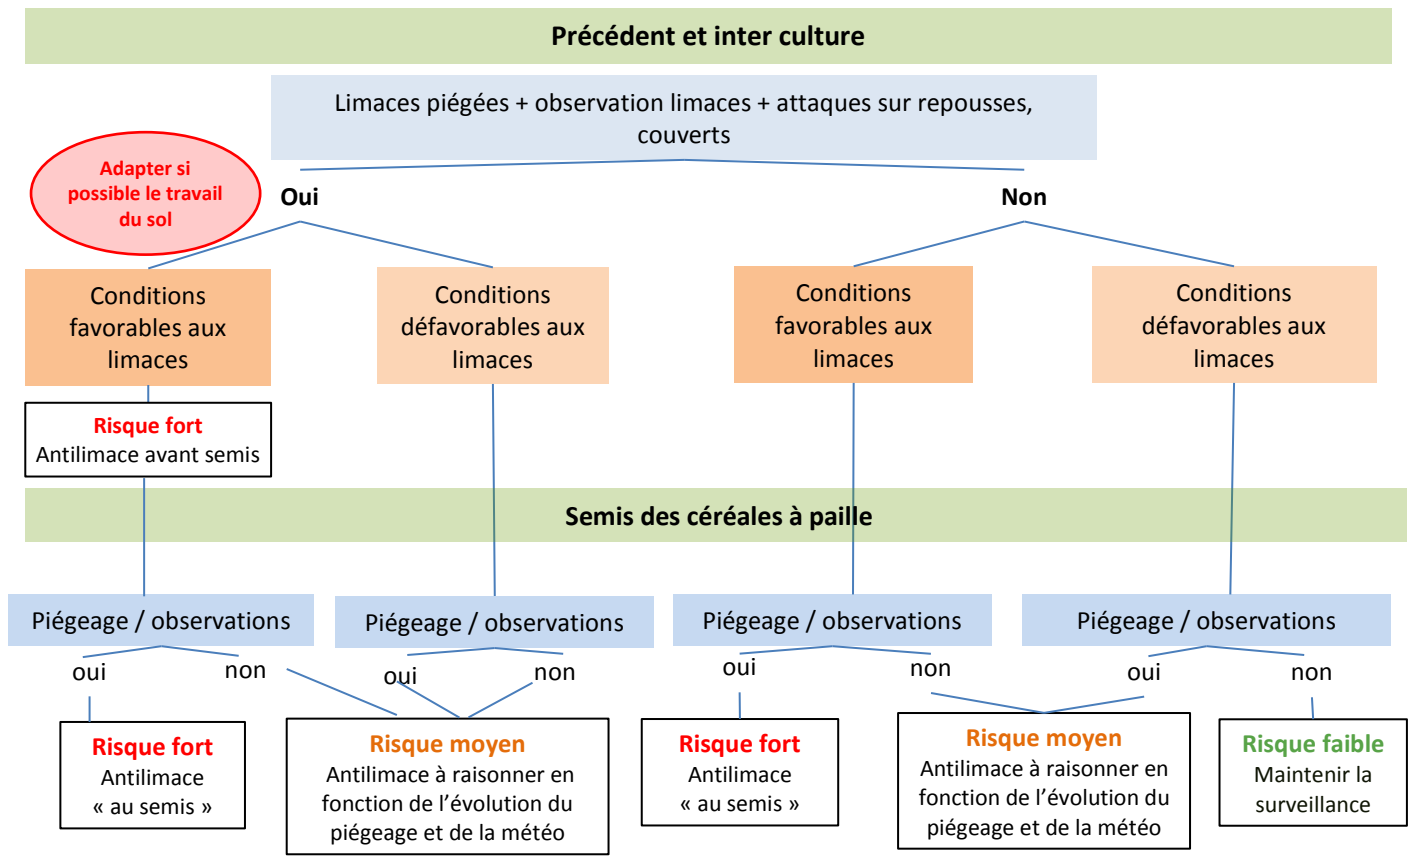 Précédent et inter culture
Limaces piégées + observation limaces + attaques sur repousses,
couverts
Adapter si
possible le travail
du sol
Oui
Non
Conditions
favorables aux
limaces
Conditions
défavorables aux
limaces
Conditions
favorables aux
limaces
Conditions
défavorables aux
limaces
Risque fort
Antilimace avant semis
Semis des céréales à paille
Piégeage / observations
Piégeage / observations
Piégeage / observations
Piégeage / observations
oui
non
oui
non
oui
non
oui
non
Risque fort
Antilimace
« au semis »
Risque moyen
Antilimace à raisonner en
fonction de l’évolution du
piégeage et de la météo
Risque fort
Antilimace
« au semis »
Risque moyen
Antilimace à raisonner en
fonction de l’évolution du
piégeage et de la météo
Risque faible
Maintenir la
surveillance